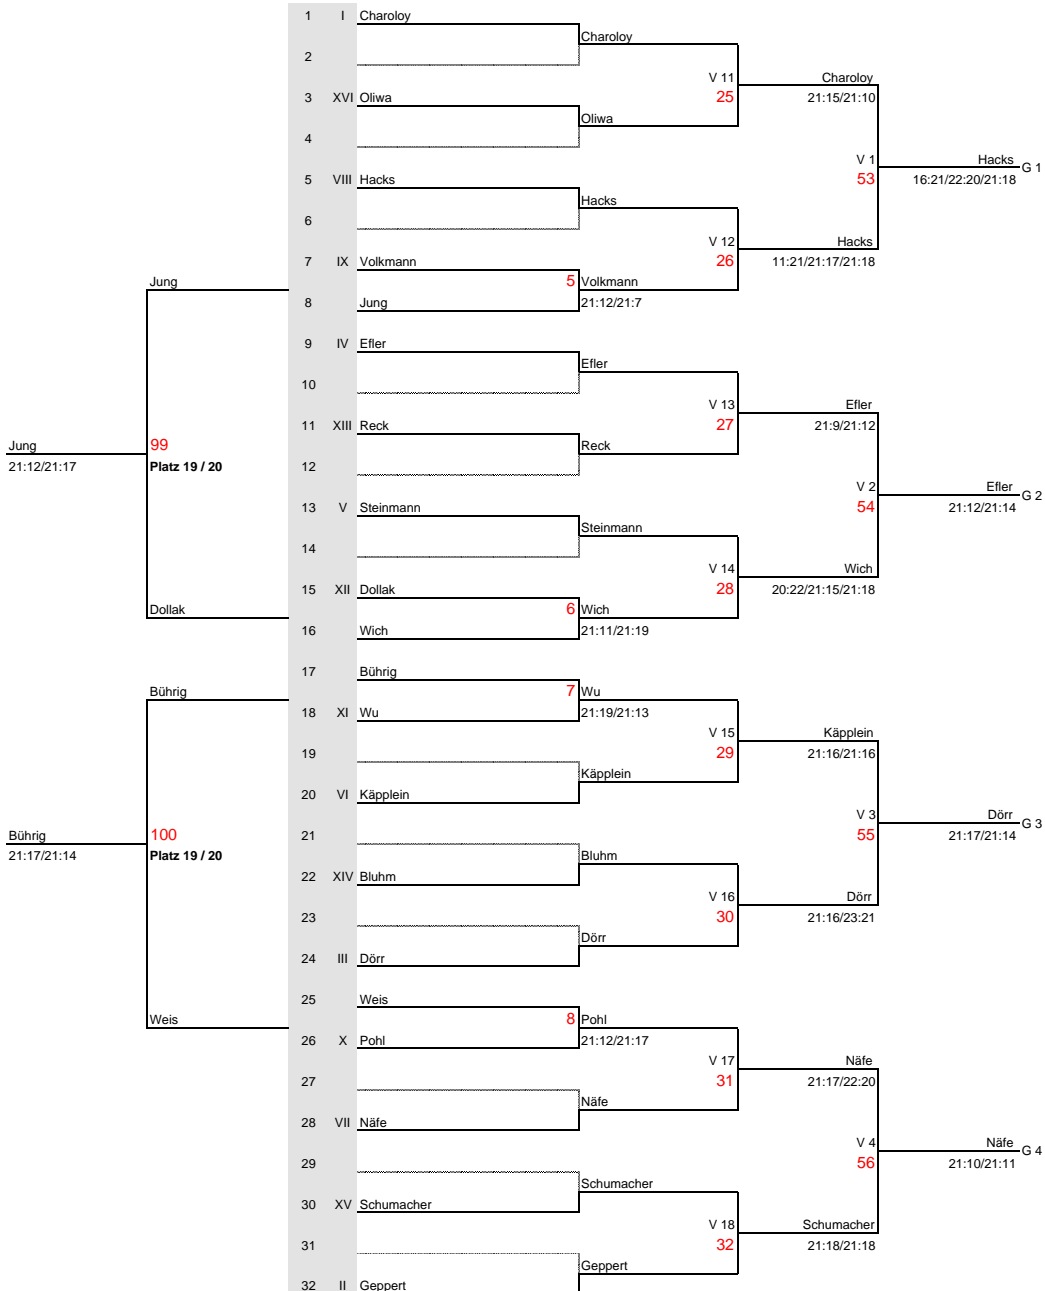 1 I Charoloy
Charoloy
2
V 11 Charoloy
25 21:15/21:10
3 XVI Oliwa
Oliwa
4
V 1 Hacks G 1
53 16:21/22:20/21:18
5 VIII Hacks
Hacks
6
V 12 Hacks
26 11:21/21:17/21:18
7 IX Volkmann
Jung
5 Volkmann
8 Jung 21:12/21:7
9 IV Efler
Efler
10
V 13 Efler
27 21:9/21:12
11 XIII Reck
Jung 99 Reck
21:12/21:17 Platz 19 / 20 12
V 2 Efler G 2
54 21:12/21:14
13 V Steinmann
Steinmann
14
V 14 Wich
28 20:22/21:15/21:18
15 XII Dollak
Dollak 6 Wich
16 Wich 21:11/21:19
17 Bührig
Bührig 7 Wu
18 XI Wu 21:19/21:13
V 15 Käpplein
29 21:16/21:16
19
Käpplein
20 VI Käpplein
V 3 Dörr G 3
55 21:17/21:14
21
Bührig 100
21:17/21:14 Platz 19 / 20
Bluhm
22 XIV Bluhm
V 16 Dörr
30 21:16/23:21
23
Dörr
24 III Dörr
25 Weis
Weis 8 Pohl
26 X Pohl 21:12/21:17
V 17 Näfe
31 21:17/22:20
27
Näfe
28 VII Näfe
V 4 Näfe G 4
56 21:10/21:11
29
Schumacher
30 XV Schumacher
V 18 Schumacher
32 21:18/21:18
31
Geppert
32 II Geppert